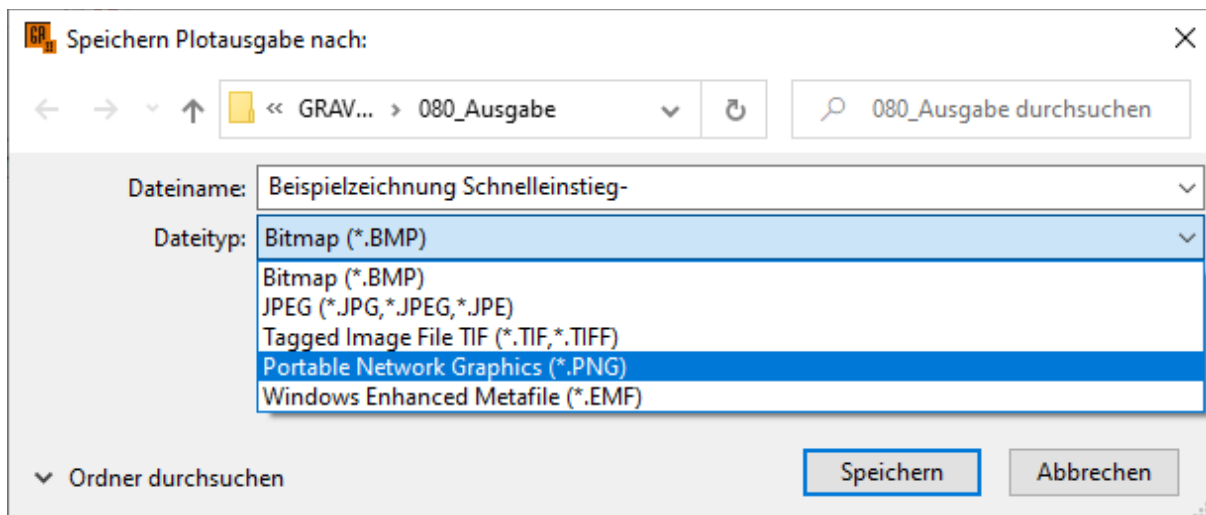 GR
Speichern Plotausgabe nach:
« GRAV... > 080_Ausgabe
080_Ausgabe durchsuchen
Dateiname: Beispielzeichnung Schnelleinstieg-
Dateityp: Bitmap (*.BMP)
Bitmap (*.BMP)
JPEG (*.JPG,*.JPEG,*.JPE)
Tagged Image File TIF (*.TIF,*.TIFF)
Portable Network Graphics (*.PNG)
Windows Enhanced Metafile (*.EMF)
Ordner durchsuchen
Speichern
Abbrechen